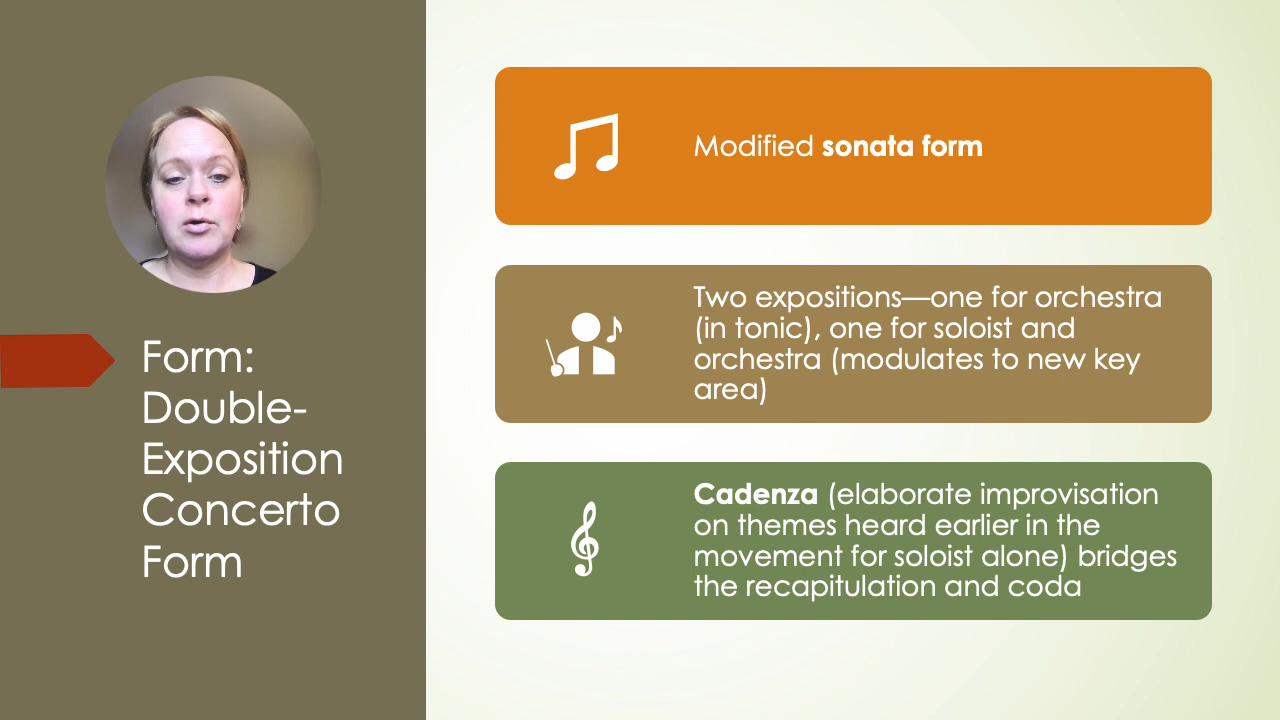 Form:
Double-
Exposition
Concerto
Form
Modified sonata form
Two expositions—one for orchestra
(in tonic), one for soloist and
orchestra (modulates to new key
area)
Cadenza (elaborate improvisation
on themes heard earlier in the
movement for soloist alone) bridges
the recapitulation and coda